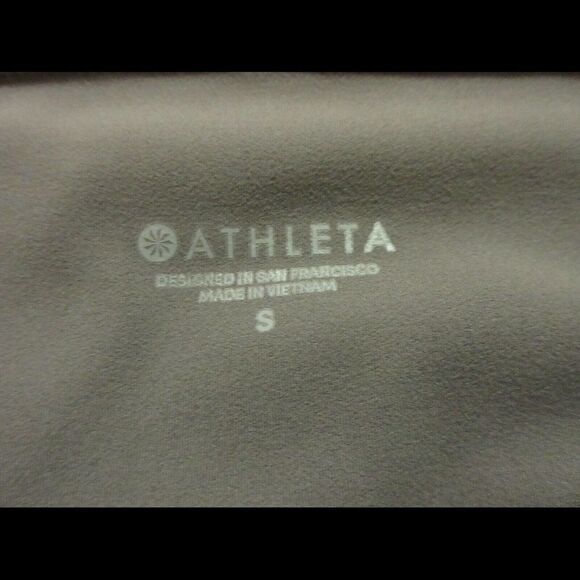 ATHLETA
DESIGNED IN SAN FRANCISCO
MADE IN VIETNAM
S